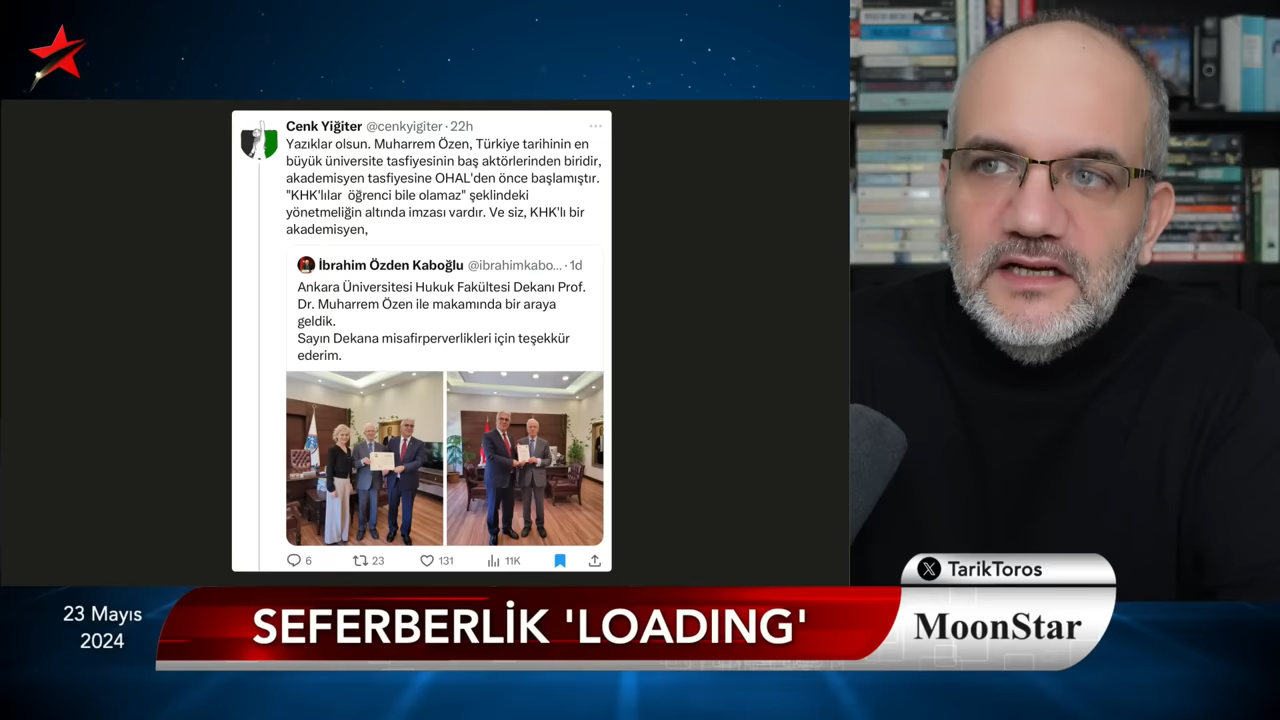 Cenk Yiğiter @cenkyigiter · 22h
Yazıklar olsun. Muharrem Özen, Türkiye tarihinin en
büyük üniversite tasfiyesinin baş aktörlerinden biridir,
akademisyen tasfiyesine OHAL'den önce başlamıştır.
"KHK'lılar öğrenci bile olamaz" şeklindeki
yönetmeliğin altında imzası vardır. Ve siz, KHK'lı bir
akademisyen,
İbrahim Özden Kaboğlu @ibrahimkabo... · 1d
Ankara Üniversitesi Hukuk Fakültesi Dekanı Prof.
Dr. Muharrem Özen ile makamında bir araya
geldik.
Sayın Dekana misafirperverlikleri için teşekkür
ederim.
6 23 131 11K
TarikToros
MoonStar
23 Mayıs
2024
SEFERBERLİK 'LOADING'